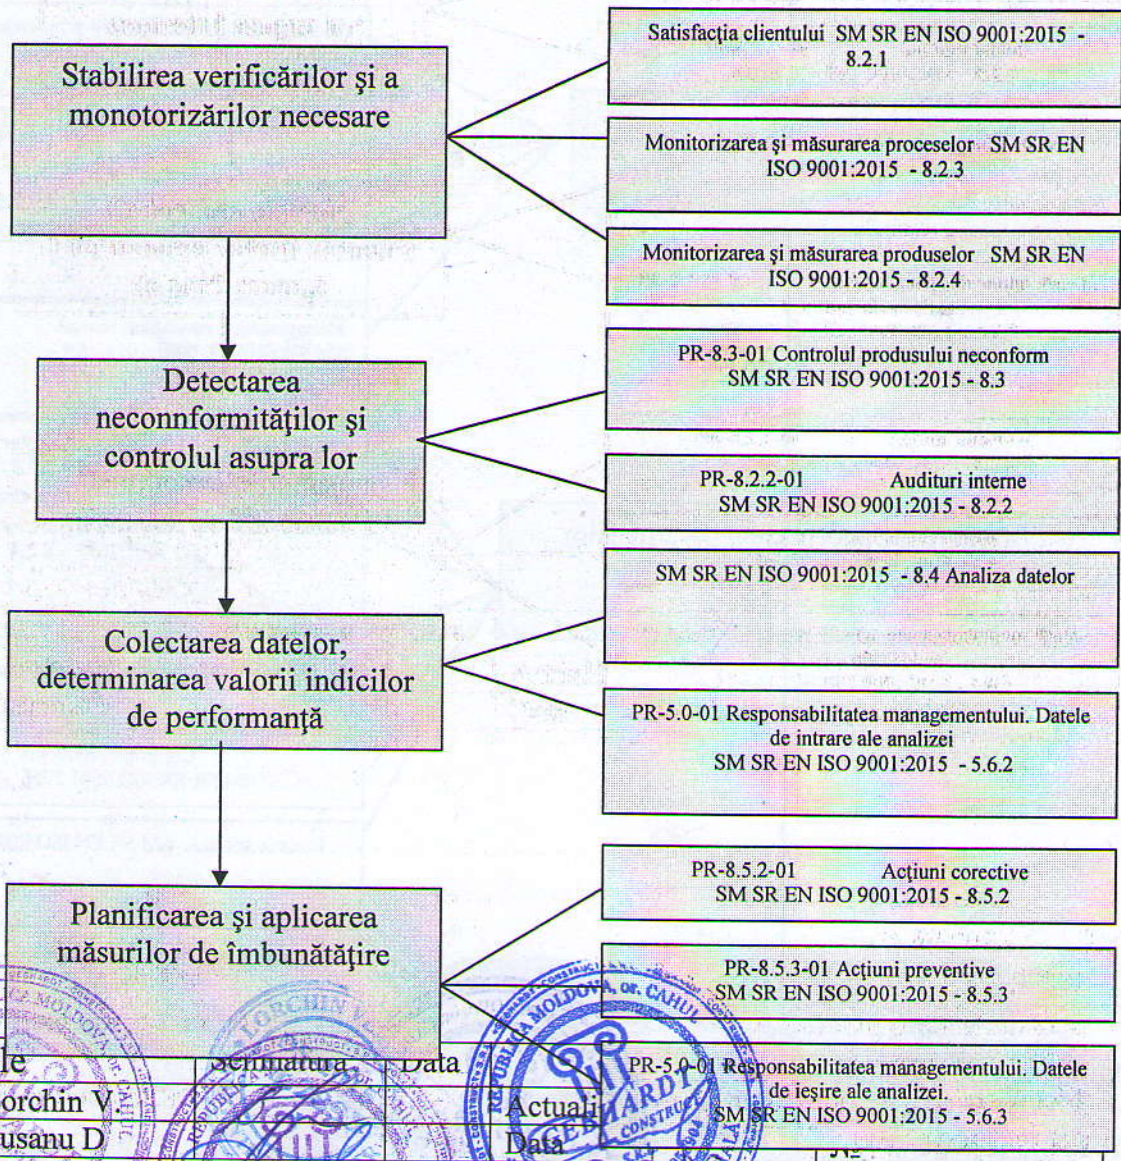 Stabilirea verificărilor şi a
monotorizărilor necesare
Satisfacţia clientului SM SR EN ISO 9001:2015 -
8.2.1
Monitorizarea şi măsurarea proceselor SM SR EN
ISO 9001:2015 - 8.2.3
Monitorizarea şi măsurarea produselor SM SR EN
ISO 9001:2015 - 8.2.4
Detectarea
neconnformităţilor şi
controlul asupra lor
PR-8.3-01 Controlul produsului neconform
SM SR EN ISO 9001:2015 - 8.3
PR-8.2.2-01 Audituri interne
SM SR EN ISO 9001:2015 - 8.2.2
Colectarea datelor,
determinarea valorii indicilor
de performanţă
SM SR EN ISO 9001:2015 - 8.4 Analiza datelor
PR-5.0-01 Responsabilitatea managementului. Datele
de intrare ale analizei
SM SR EN ISO 9001:2015 - 5.6.2
Planificarea şi aplicarea
măsurilor de îmbunătăţire
PR-8.5.2-01 Acţiuni corective
SM SR EN ISO 9001:2015 - 8.5.2
PR-8.5.3-01 Acţiuni preventive
SM SR EN ISO 9001:2015 - 8.5.3
PR-5.0-01 Responsabilitatea managementului. Datele
de ieşire ale analizei.
SM SR EN ISO 9001:2015 - 5.6.3
le Semnătura Data
orchin V. Actuali
usanu D Data
Nº
REPUBLICA MOLDOVA, or. CAHUL
GEBHARDT
CONSTRUCT
S.R.L.